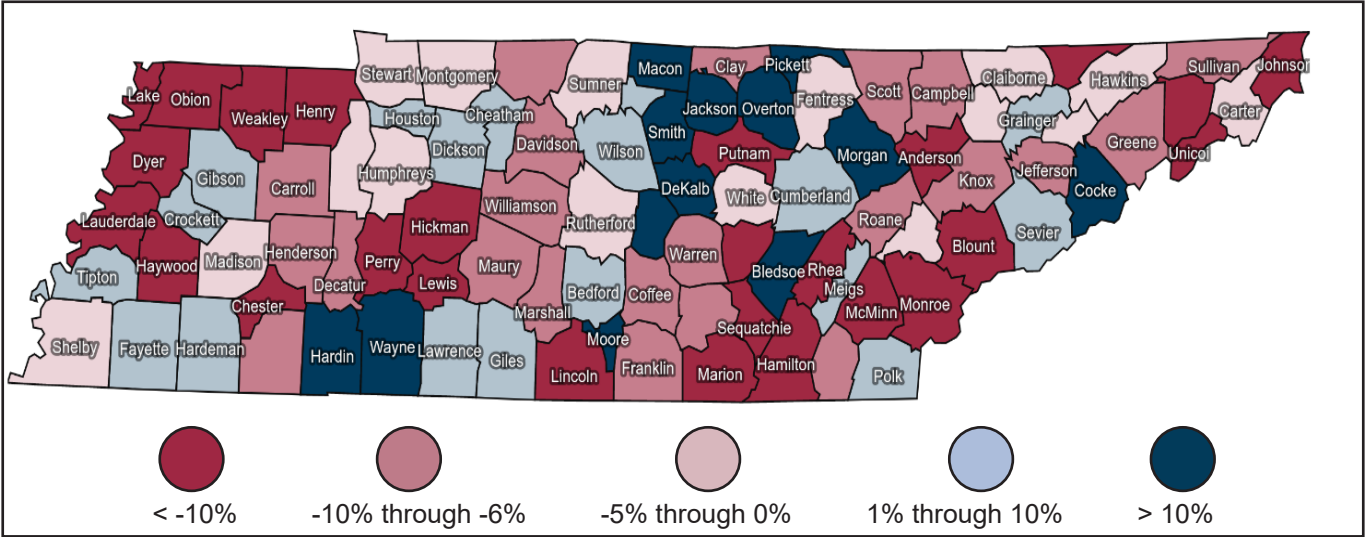 Stewart Montgomery Sumner Macon Clay Pickett Claiborne Hawkins Sullivan Johnson
Lake Obion Weakley Henry Houston Cheatham Jackson Overton Fentress Scott Campbell Grainger Carter
Dyer Gibson Carroll Humphreys Dickson Davidson Wilson Smith Putnam Morgan Anderson Knox Jefferson Greene Unicoi
Lauderdale Crockett Williamson Rutherford DeKalb White Cumberland Roane Cocke
Tipton Haywood Madison Henderson Decatur Perry Hickman Maury Warren Bledsoe Rhea Blount Sevier
Chester Lewis Marshall Bedford Coffee Sequatchie Meigs McMinn Monroe
Shelby Fayette Hardeman Hardin Wayne Lawrence Giles Lincoln Moore Franklin Marion Hamilton Polk
< -10% -10% through -6% -5% through 0% 1% through 10% > 10%